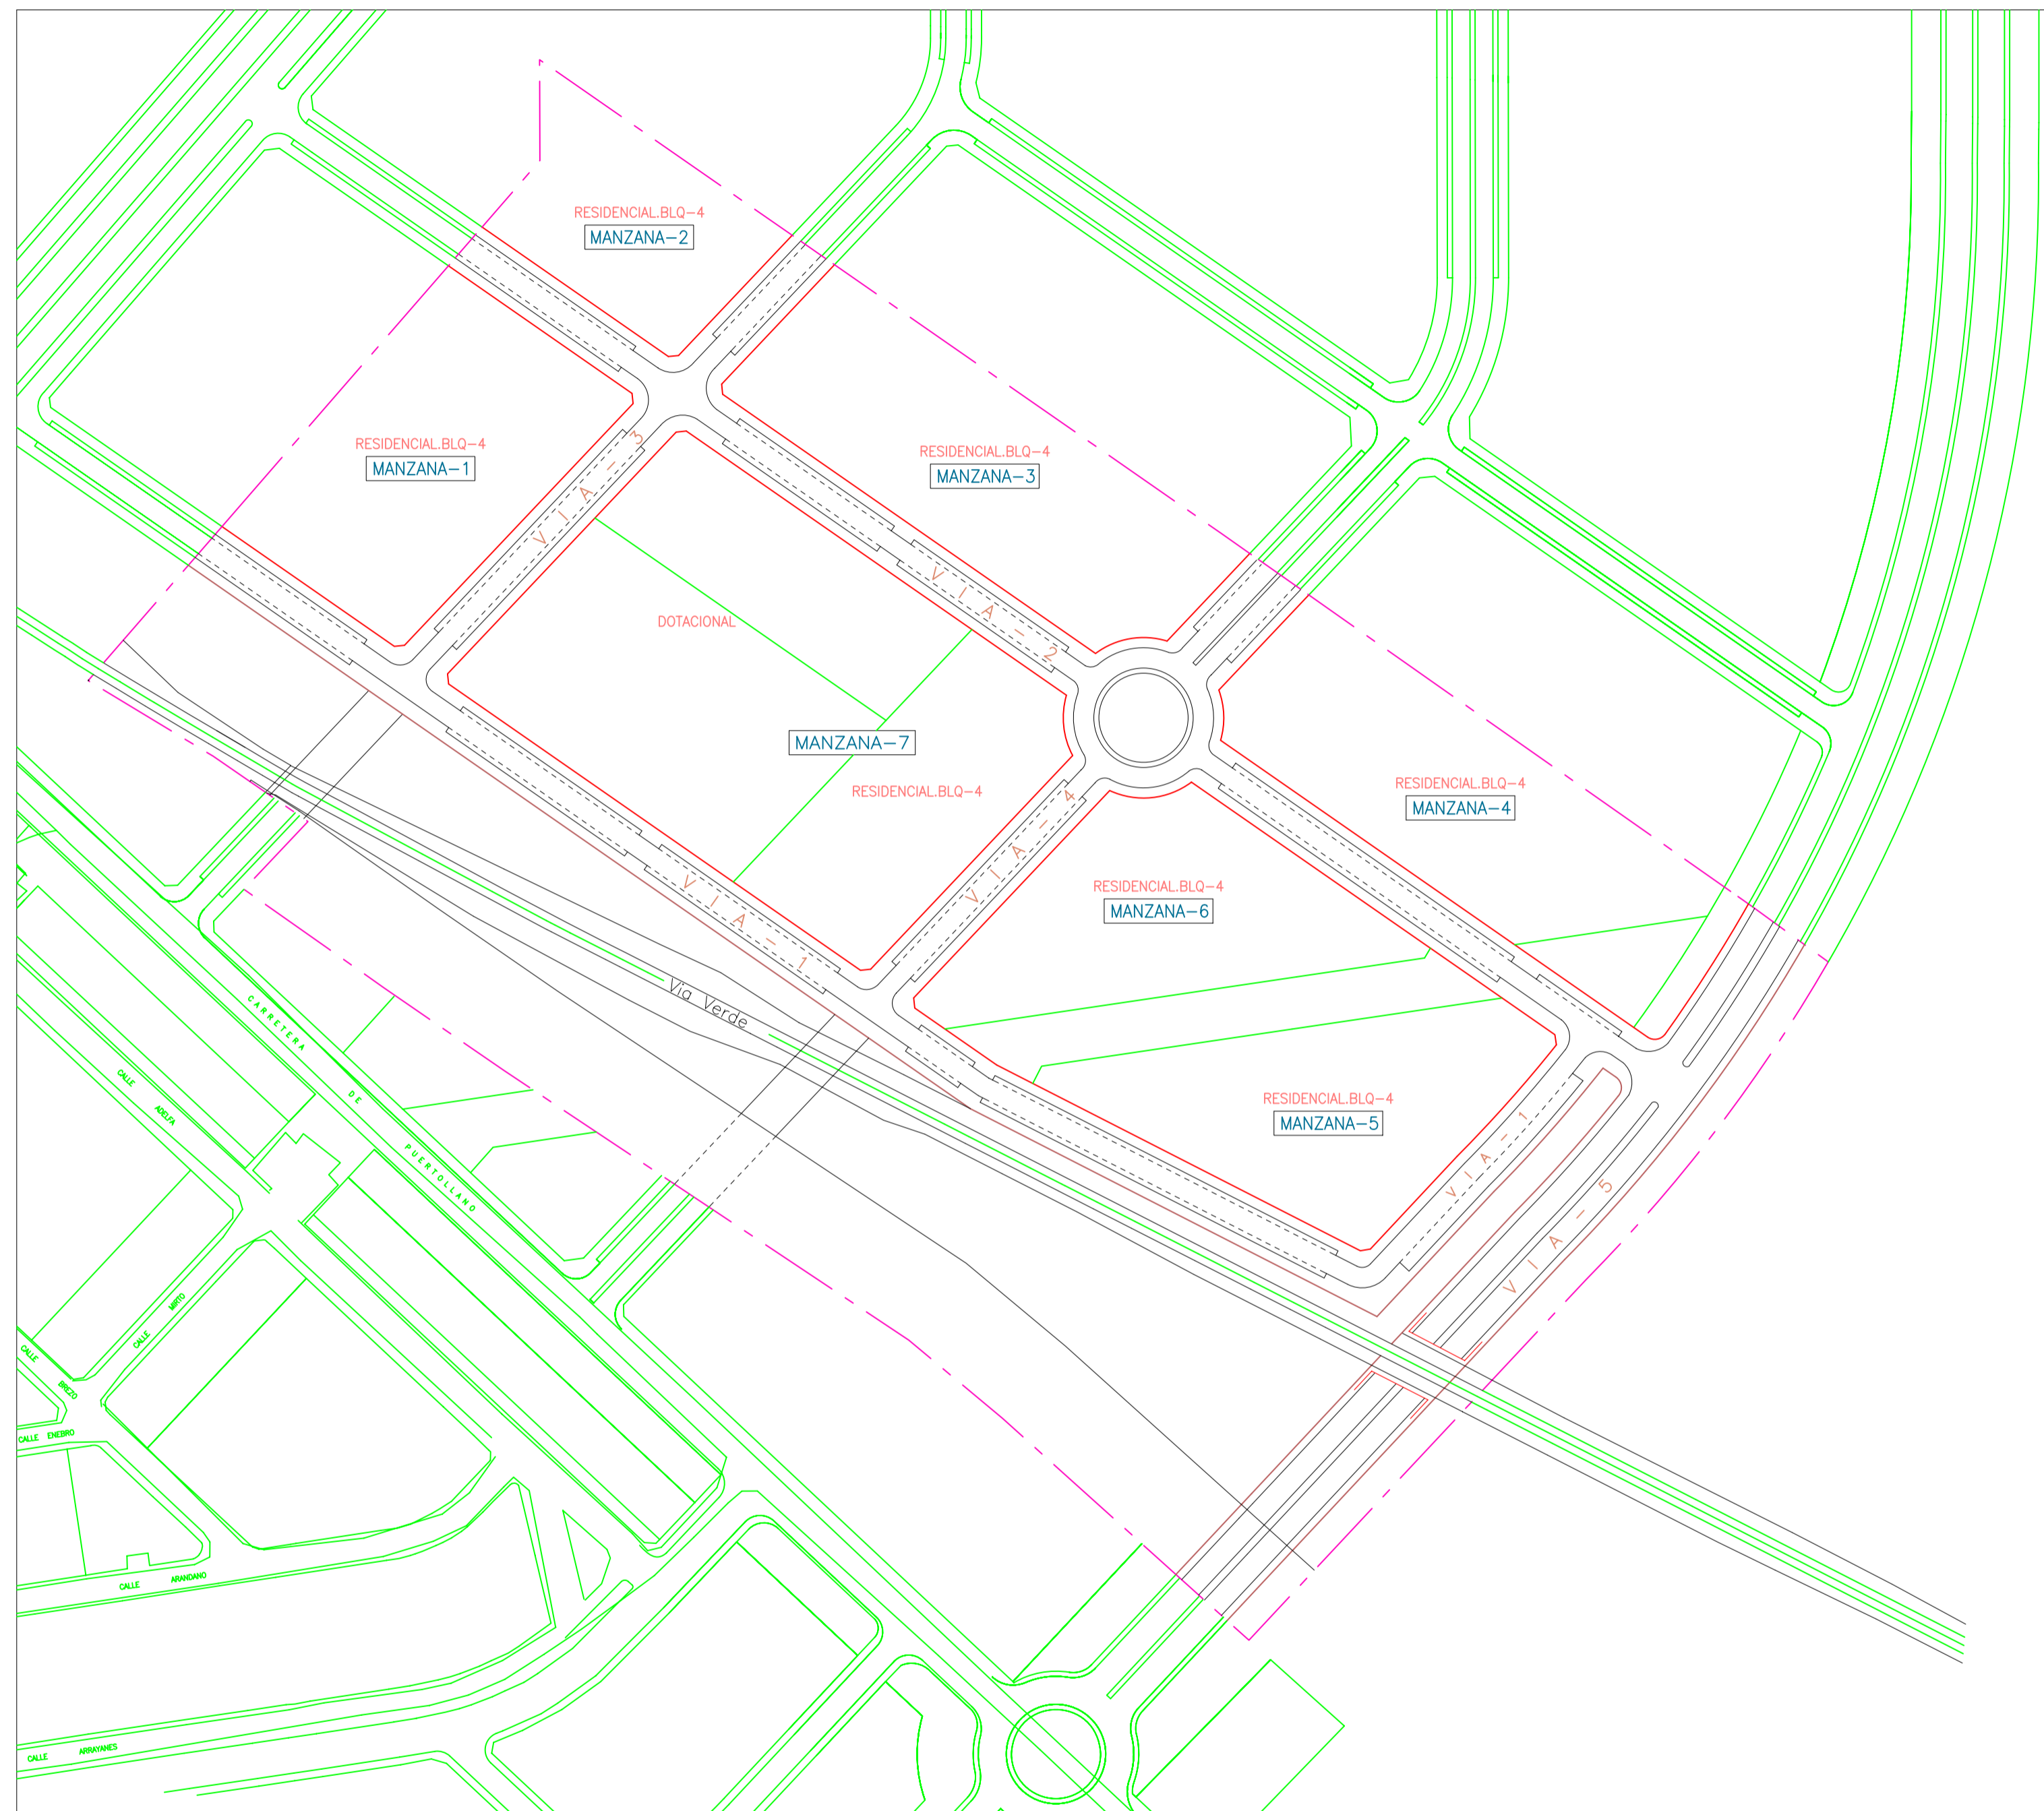 RESIDENCIAL.BLQ-4
MANZANA-2
RESIDENCIAL.BLQ-4
MANZANA-1
VIA-3
RESIDENCIAL.BLQ-4
MANZANA-3
VIA-2
DOTACIONAL
MANZANA-7
RESIDENCIAL.BLQ-4
RESIDENCIAL.BLQ-4
MANZANA-4
VIA-4
RESIDENCIAL.BLQ-4
MANZANA-6
VIA-1
Via Verde
RESIDENCIAL.BLQ-4
MANZANA-5
VIA-1
VIA-5
CARRETERA DE PUERTOLLANO
CALLE ADELFA
CALLE MIRTO
CALLE BREZO
CALLE ENEBRO
CALLE ARANDANO
CALLE ARRAYANES